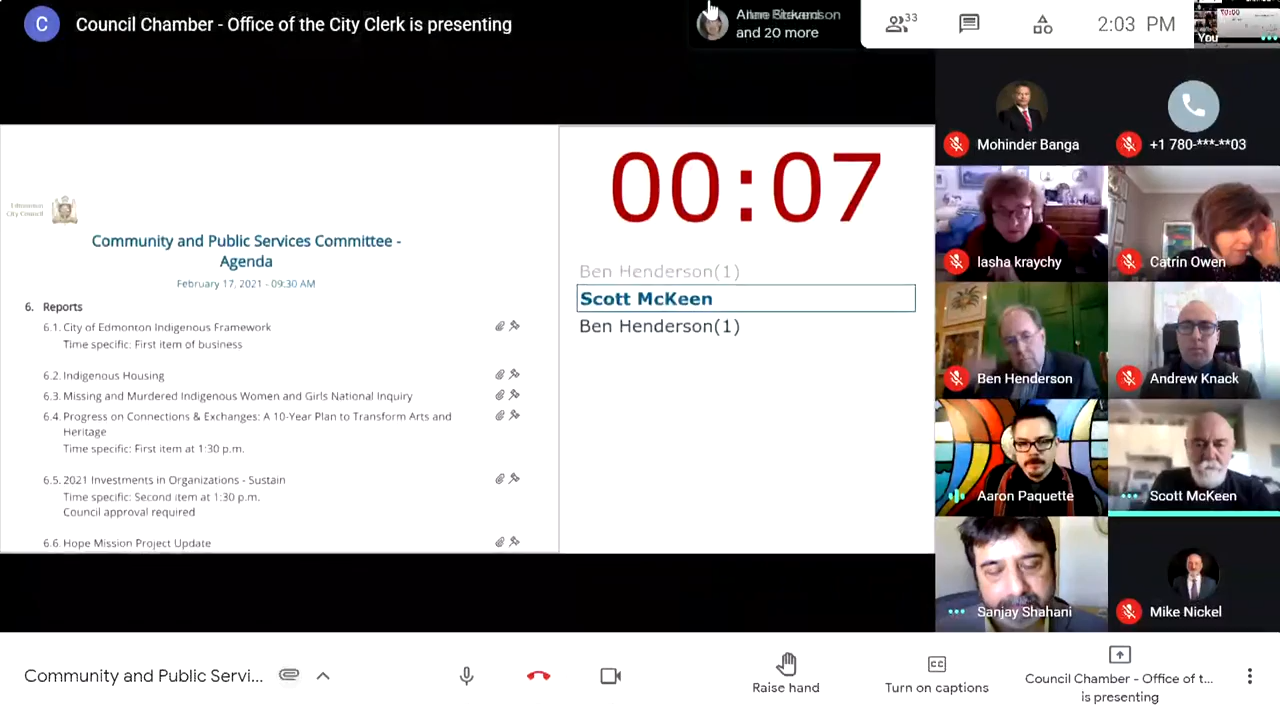 C
Council Chamber - Office of the City Clerk is presenting
and 20 more
33
2:03 PM
You
Edmonton
City Council
Community and Public Services Committee -
Agenda
February 17, 2021 - 09:30 AM
6. Reports
6.1. City of Edmonton Indigenous Framework
Time specific: First item of business
6.2. Indigenous Housing
6.3. Missing and Murdered Indigenous Women and Girls National Inquiry
6.4. Progress on Connections & Exchanges: A 10-Year Plan to Transform Arts and
Heritage
Time specific: First item at 1:30 p.m.
6.5. 2021 Investments in Organizations - Sustain
Time specific: Second item at 1:30 p.m.
Council approval required
6.6. Hope Mission Project Update
00:07
Ben Henderson(1)
Scott McKeen
Ben Henderson(1)
Mohinder Banga
+1 780-***-**03
lasha kraychy
Catrin Owen
Ben Henderson
Andrew Knack
Aaron Paquette
Scott McKeen
Sanjay Shahani
Mike Nickel
Community and Public Servi...
Raise hand
CC
Turn on captions
Council Chamber - Office of t...
is presenting